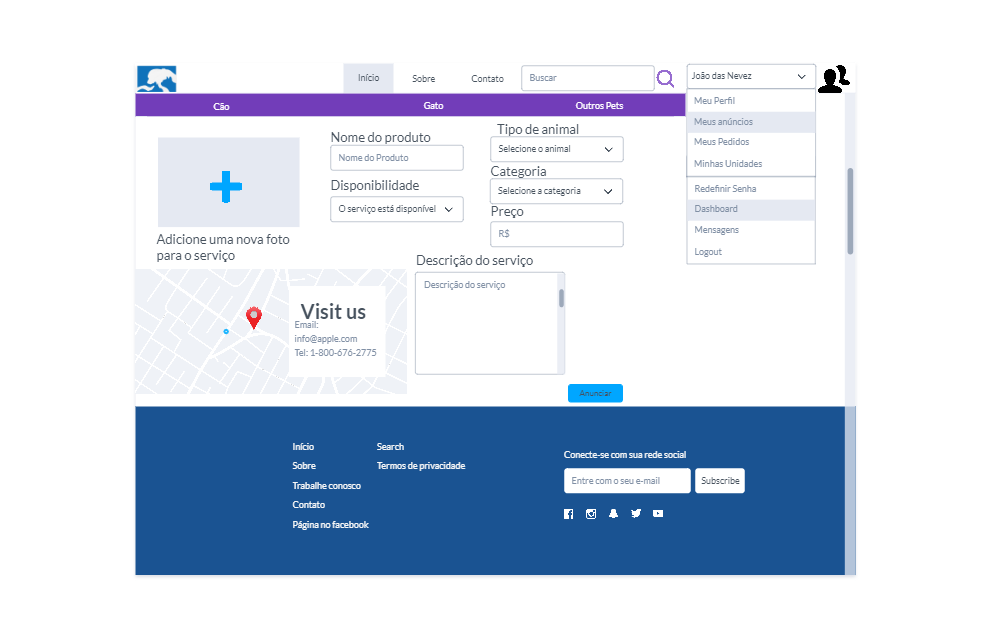 Início
Sobre
Contato
Buscar
João das Nevez
Cão
Gato
Outros Pets
Meu Perfil
Meus anúncios
Meus Pedidos
Minhas Unidades
Redefinir Senha
Dashboard
Mensagens
Logout
Nome do produto
Nome do Produto
Disponibilidade
O serviço está disponível
Tipo de animal
Selecione o animal
Categoria
Selecione a categoria
Preço
R$
Adicione uma nova foto
para o serviço
Descrição do serviço
Descrição do serviço
Visit us
Email:
info@apple.com
Tel: 1-800-676-2775
Anunciar
Início
Sobre
Trabalhe conosco
Contato
Página no facebook
Search
Termos de privacidade
Conecte-se com sua rede social
Entre com o seu e-mail
Subscribe